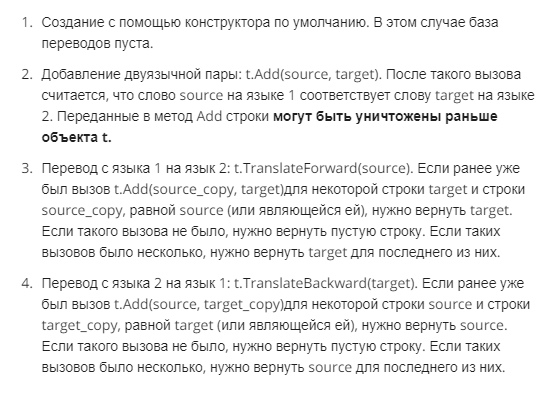 1. Создание с помощью конструктора по умолчанию. В этом случае база
переводов пуста.
2. Добавление двуязычной пары: t.Add(source, target). После такого вызова
считается, что слово source на языке 1 соответствует слову target на языке
2. Переданные в метод Add строки могут быть уничтожены раньше
объекта t.
3. Перевод с языка 1 на язык 2: t.TranslateForward(source). Если ранее уже
был вызов t.Add(source_copy, target)для некоторой строки target и строки
source_copy, равной source (или являющейся ей), нужно вернуть target.
Если такого вызова не было, нужно вернуть пустую строку. Если таких
вызовов было несколько, нужно вернуть target для последнего из них.
4. Перевод с языка 2 на язык 1: t.TranslateBackward(target). Если ранее уже
был вызов t.Add(source, target_copy)для некоторой строки source и строки
target_copy, равной target (или являющейся ей), нужно вернуть source.
Если такого вызова не было, нужно вернуть пустую строку. Если таких
вызовов было несколько, нужно вернуть source для последнего из них.